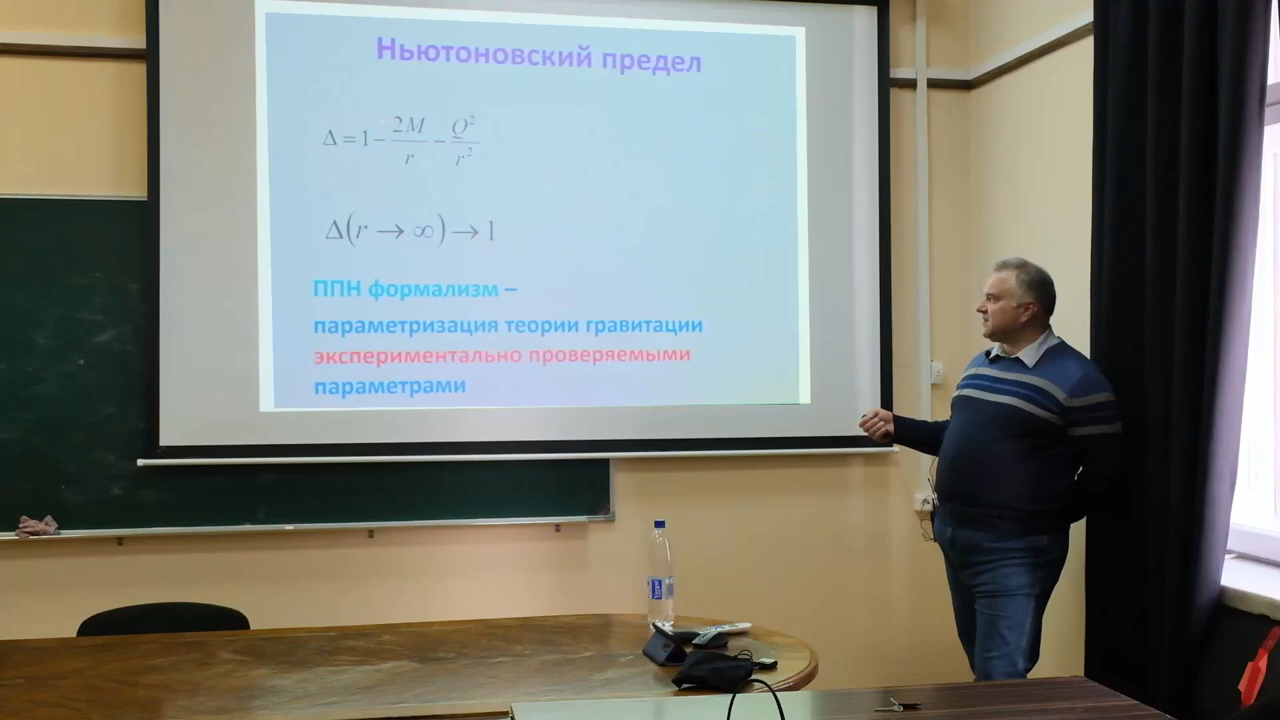 Ньютоновский предел
Δ = 1 − 2M/r − Q²/r²
Δ(r → ∞) → 1
ППН формализм –
параметризация теории гравитации
экспериментально проверяемыми
параметрами